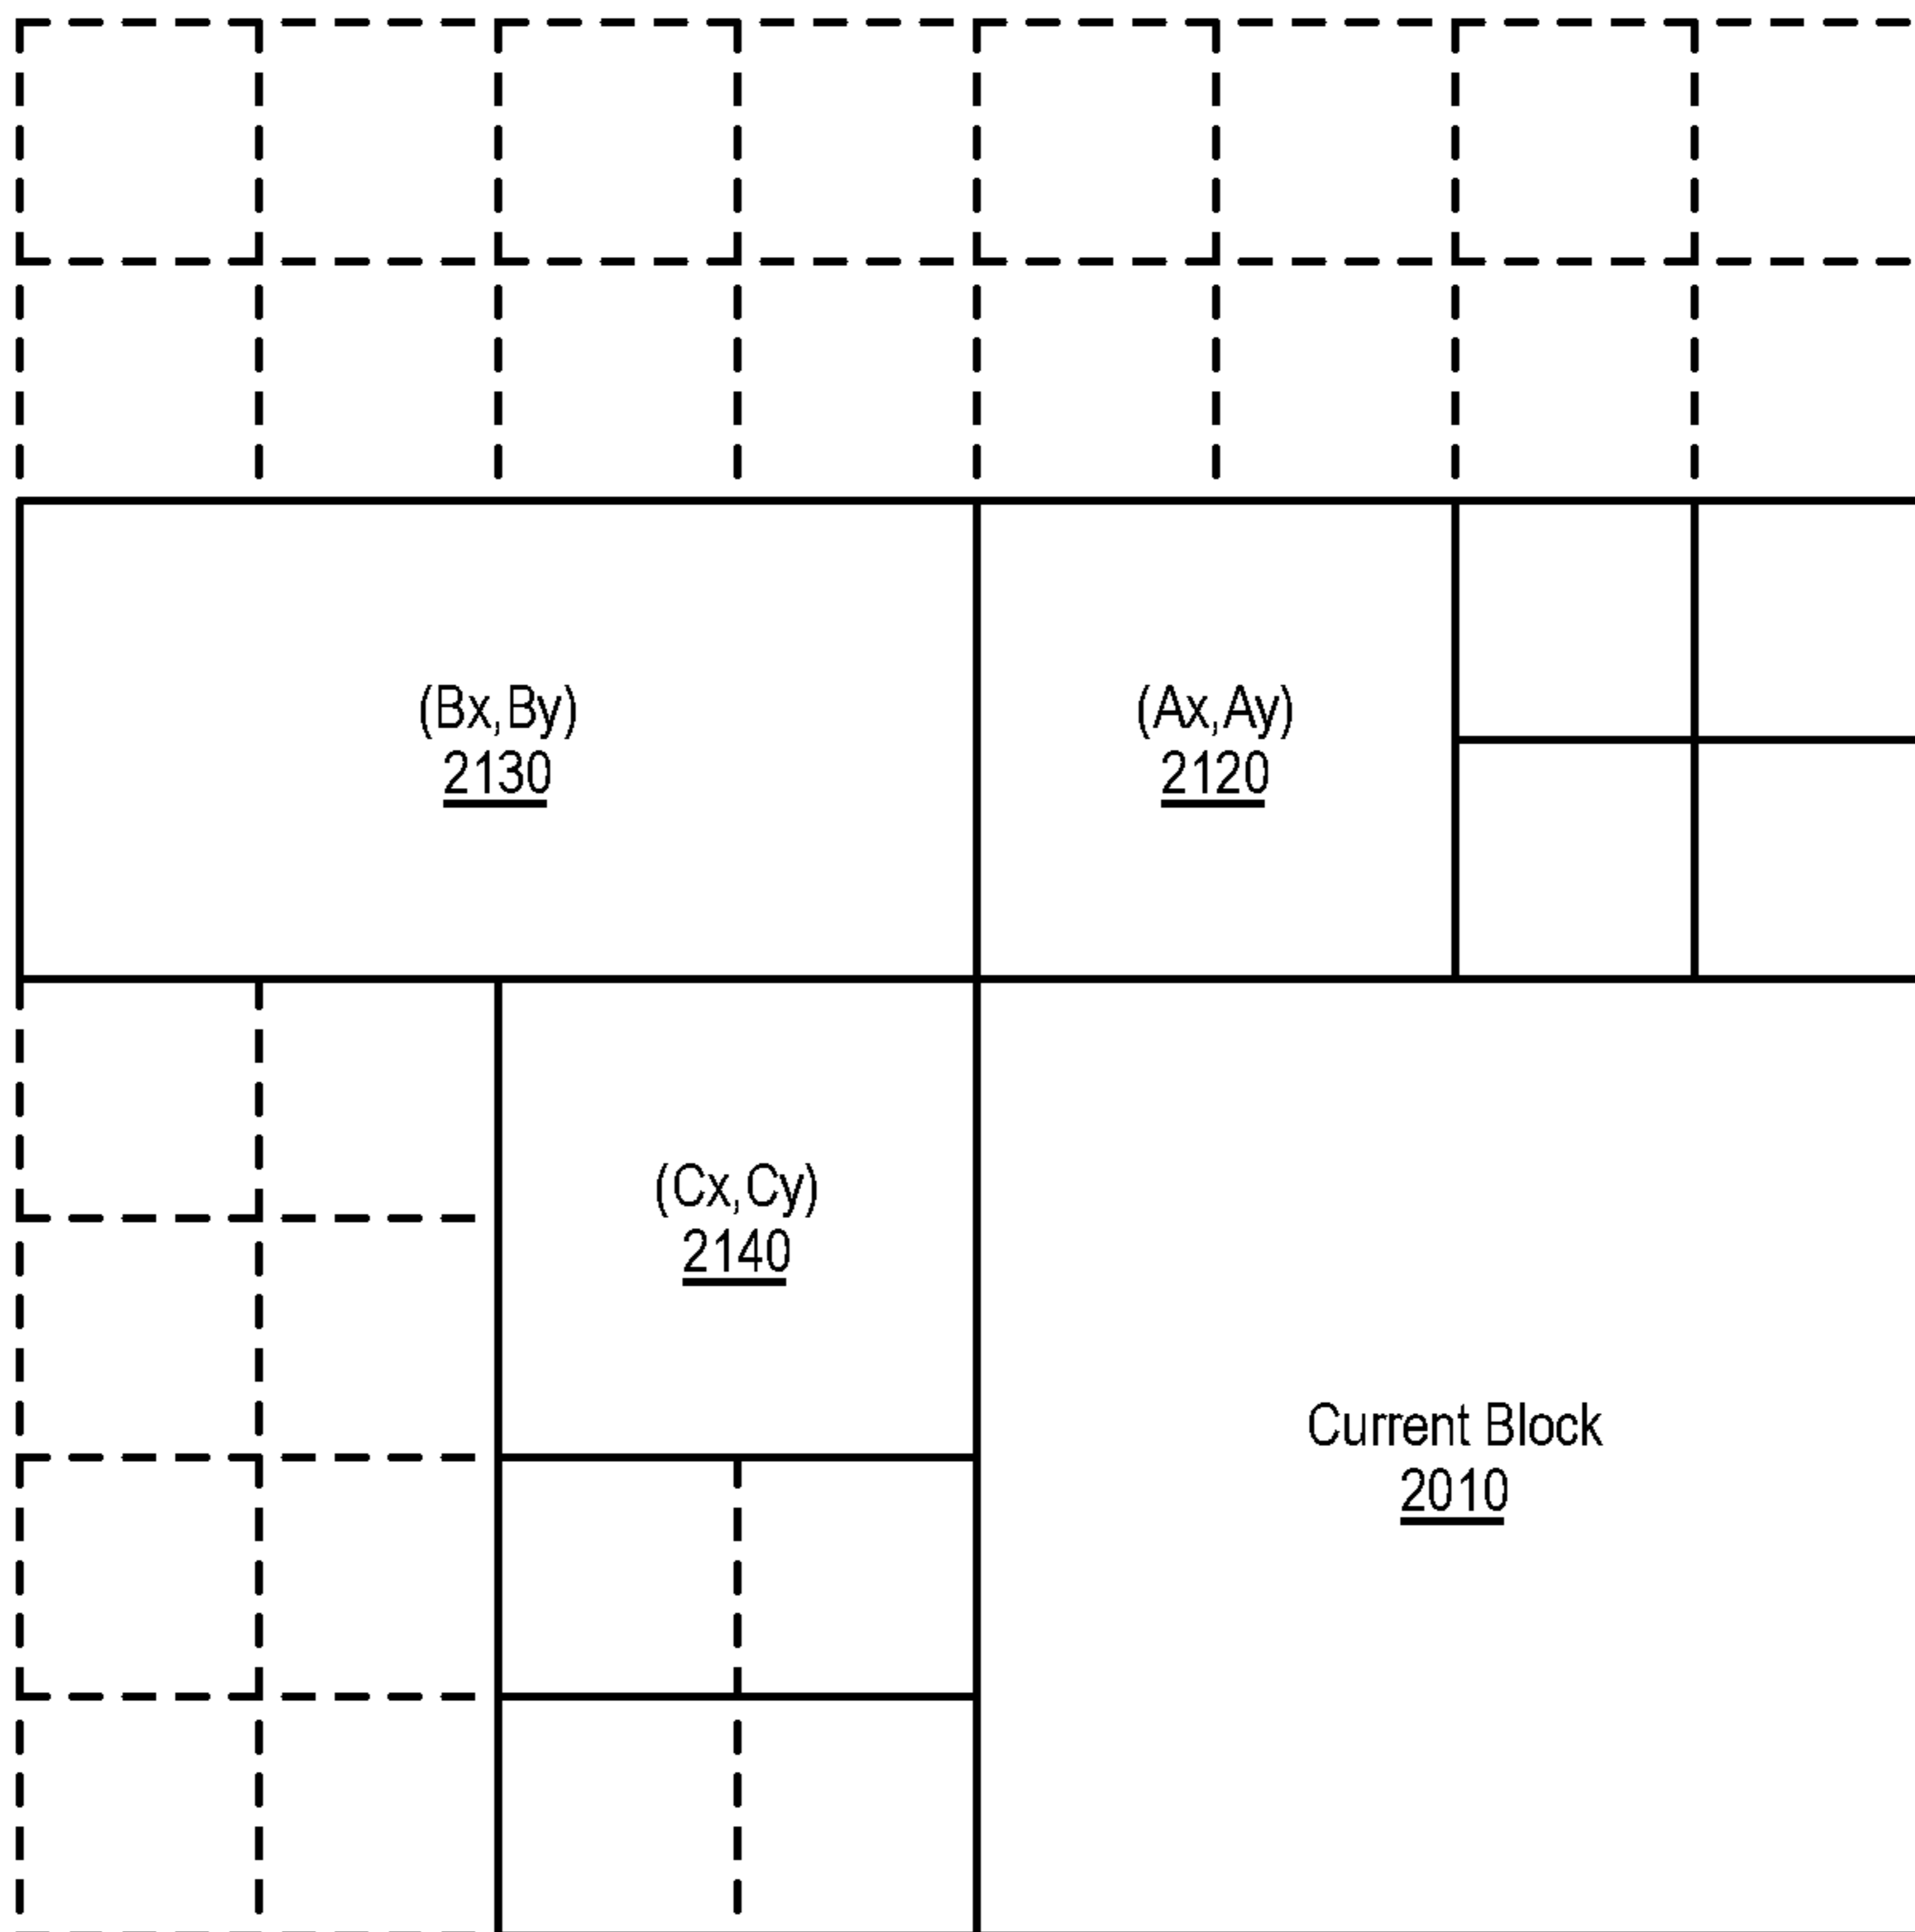 (Bx,By)
2130
(Ax,Ay)
2120
(Cx,Cy)
2140
Current Block
2010